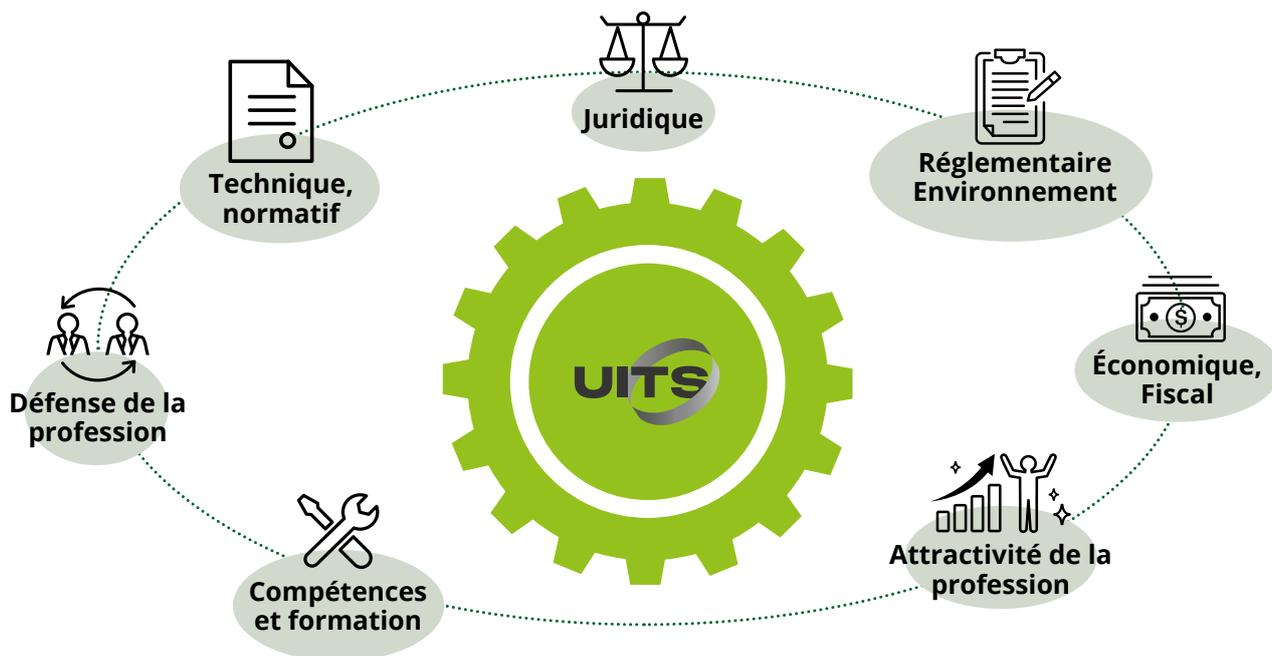 Juridique
Technique,
normatif
Réglementaire
Environnement
$
Économique,
Fiscal
UITS
Défense de la
profession
Attractivité de la
profession
Compétences
et formation